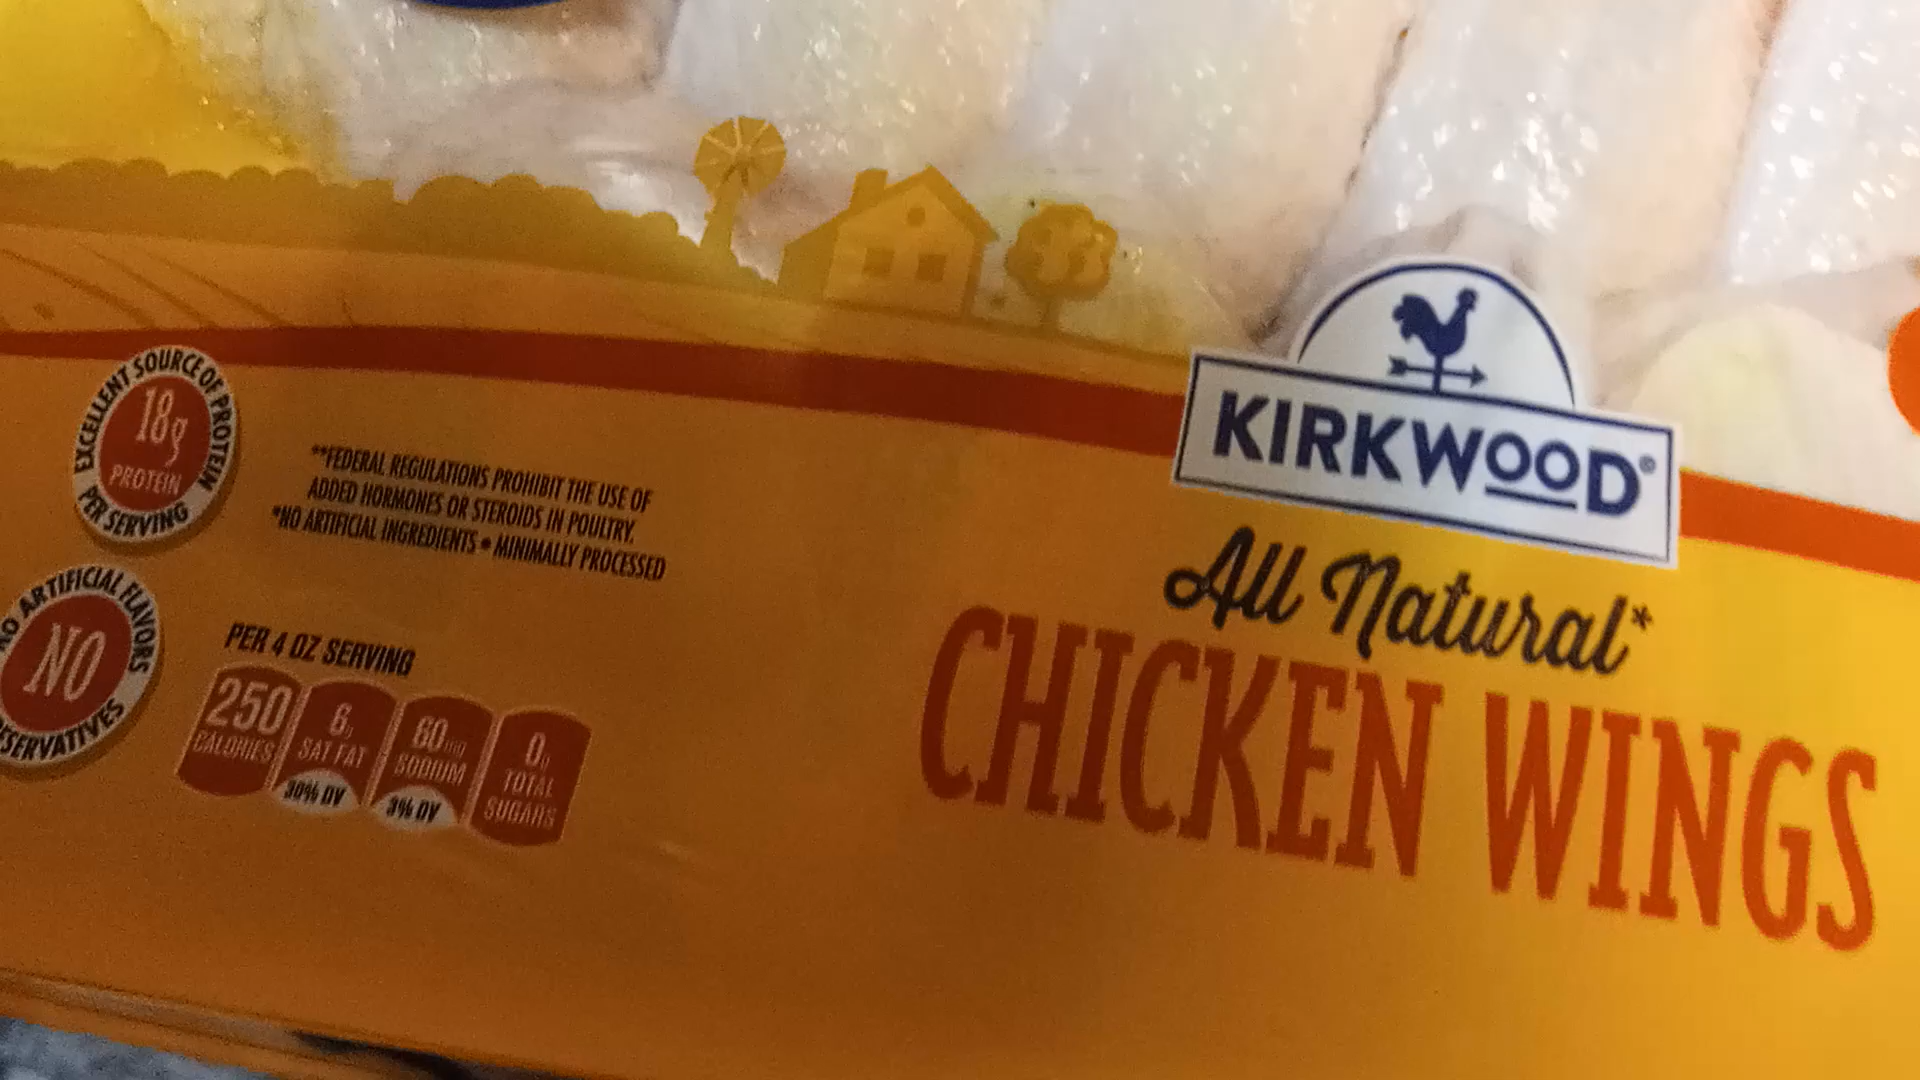 KIRKWOOD®
All Natural*
CHICKEN WINGS
EXCELLENT SOURCE OF PROTEIN
18g
PROTEIN
PER SERVING
**FEDERAL REGULATIONS PROHIBIT THE USE OF
ADDED HORMONES OR STEROIDS IN POULTRY.
*NO ARTIFICIAL INGREDIENTS • MINIMALLY PROCESSED
NO ARTIFICIAL FLAVORS
NO
PER 4 OZ SERVING
250
CALORIES
6g
SAT FAT
30% DV
60mg
SODIUM
3% DV
0g
TOTAL
SUGARS